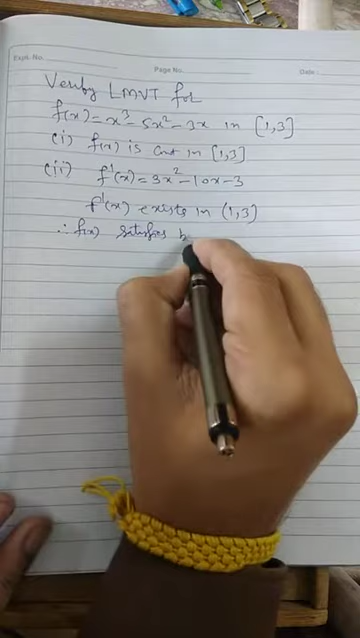 Expt. No.
Page No.
Date :
Verify LMVT for
f(x) = x³ - 5x² - 3x in [1,3]
(i) f(x) is cont in [1,3]
(ii) f'(x) = 3x² - 10x - 3
f'(x) exists in (1,3)
∴ f(x) satisfies